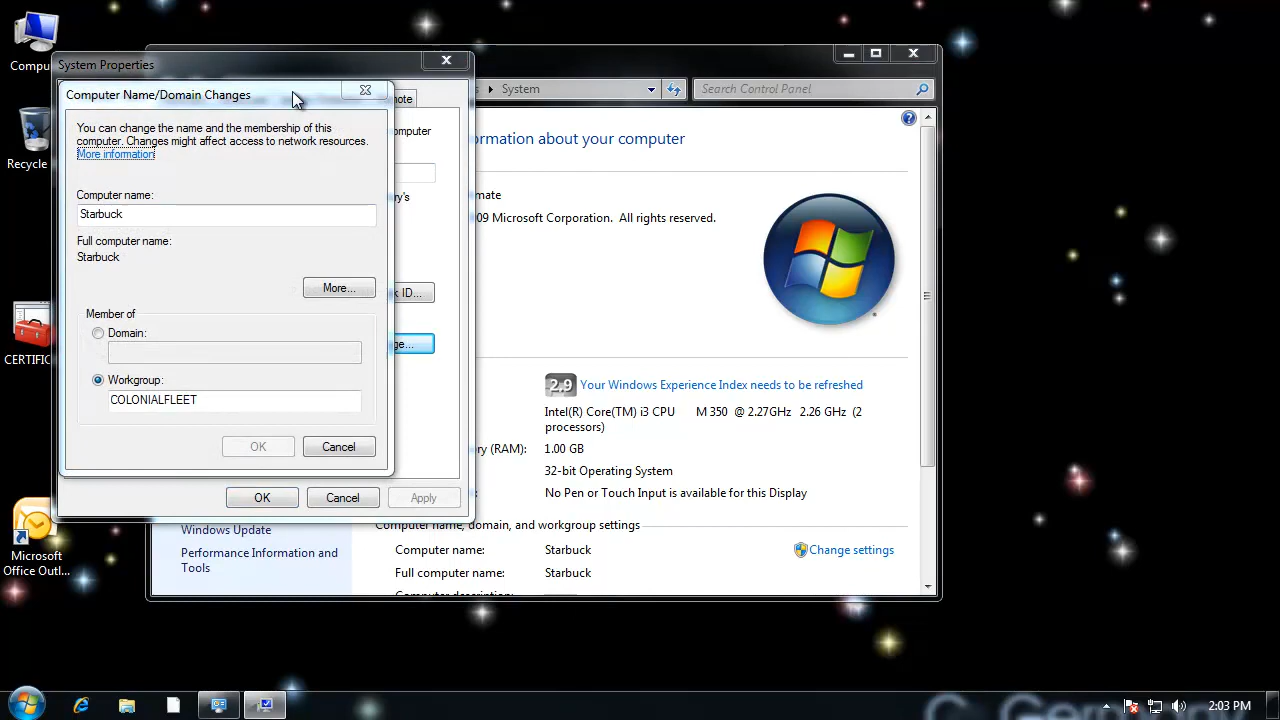 Recycle
CERTIFIC
Microsoft
Office Outl...
System Properties
Computer Name/Domain Changes
You can change the name and the membership of this
computer. Changes might affect access to network resources.
More information
Computer name:
Starbuck
Full computer name:
Starbuck
More...
Member of
Domain:
Workgroup:
COLONIALFLEET
OK
Cancel
OK
Cancel
Apply
ID...
System
Search Control Panel
ormation about your computer
mate
09 Microsoft Corporation. All rights reserved.
2.9
Your Windows Experience Index needs to be refreshed
Intel(R) Core(TM) i3 CPU M 350 @ 2.27GHz 2.26 GHz (2
processors)
ry (RAM):
1.00 GB
32-bit Operating System
No Pen or Touch Input is available for this Display
Windows Update
Performance Information and
Tools
Computer name, domain, and workgroup settings
Computer name:
Starbuck
Change settings
Full computer name:
Starbuck
2:03 PM